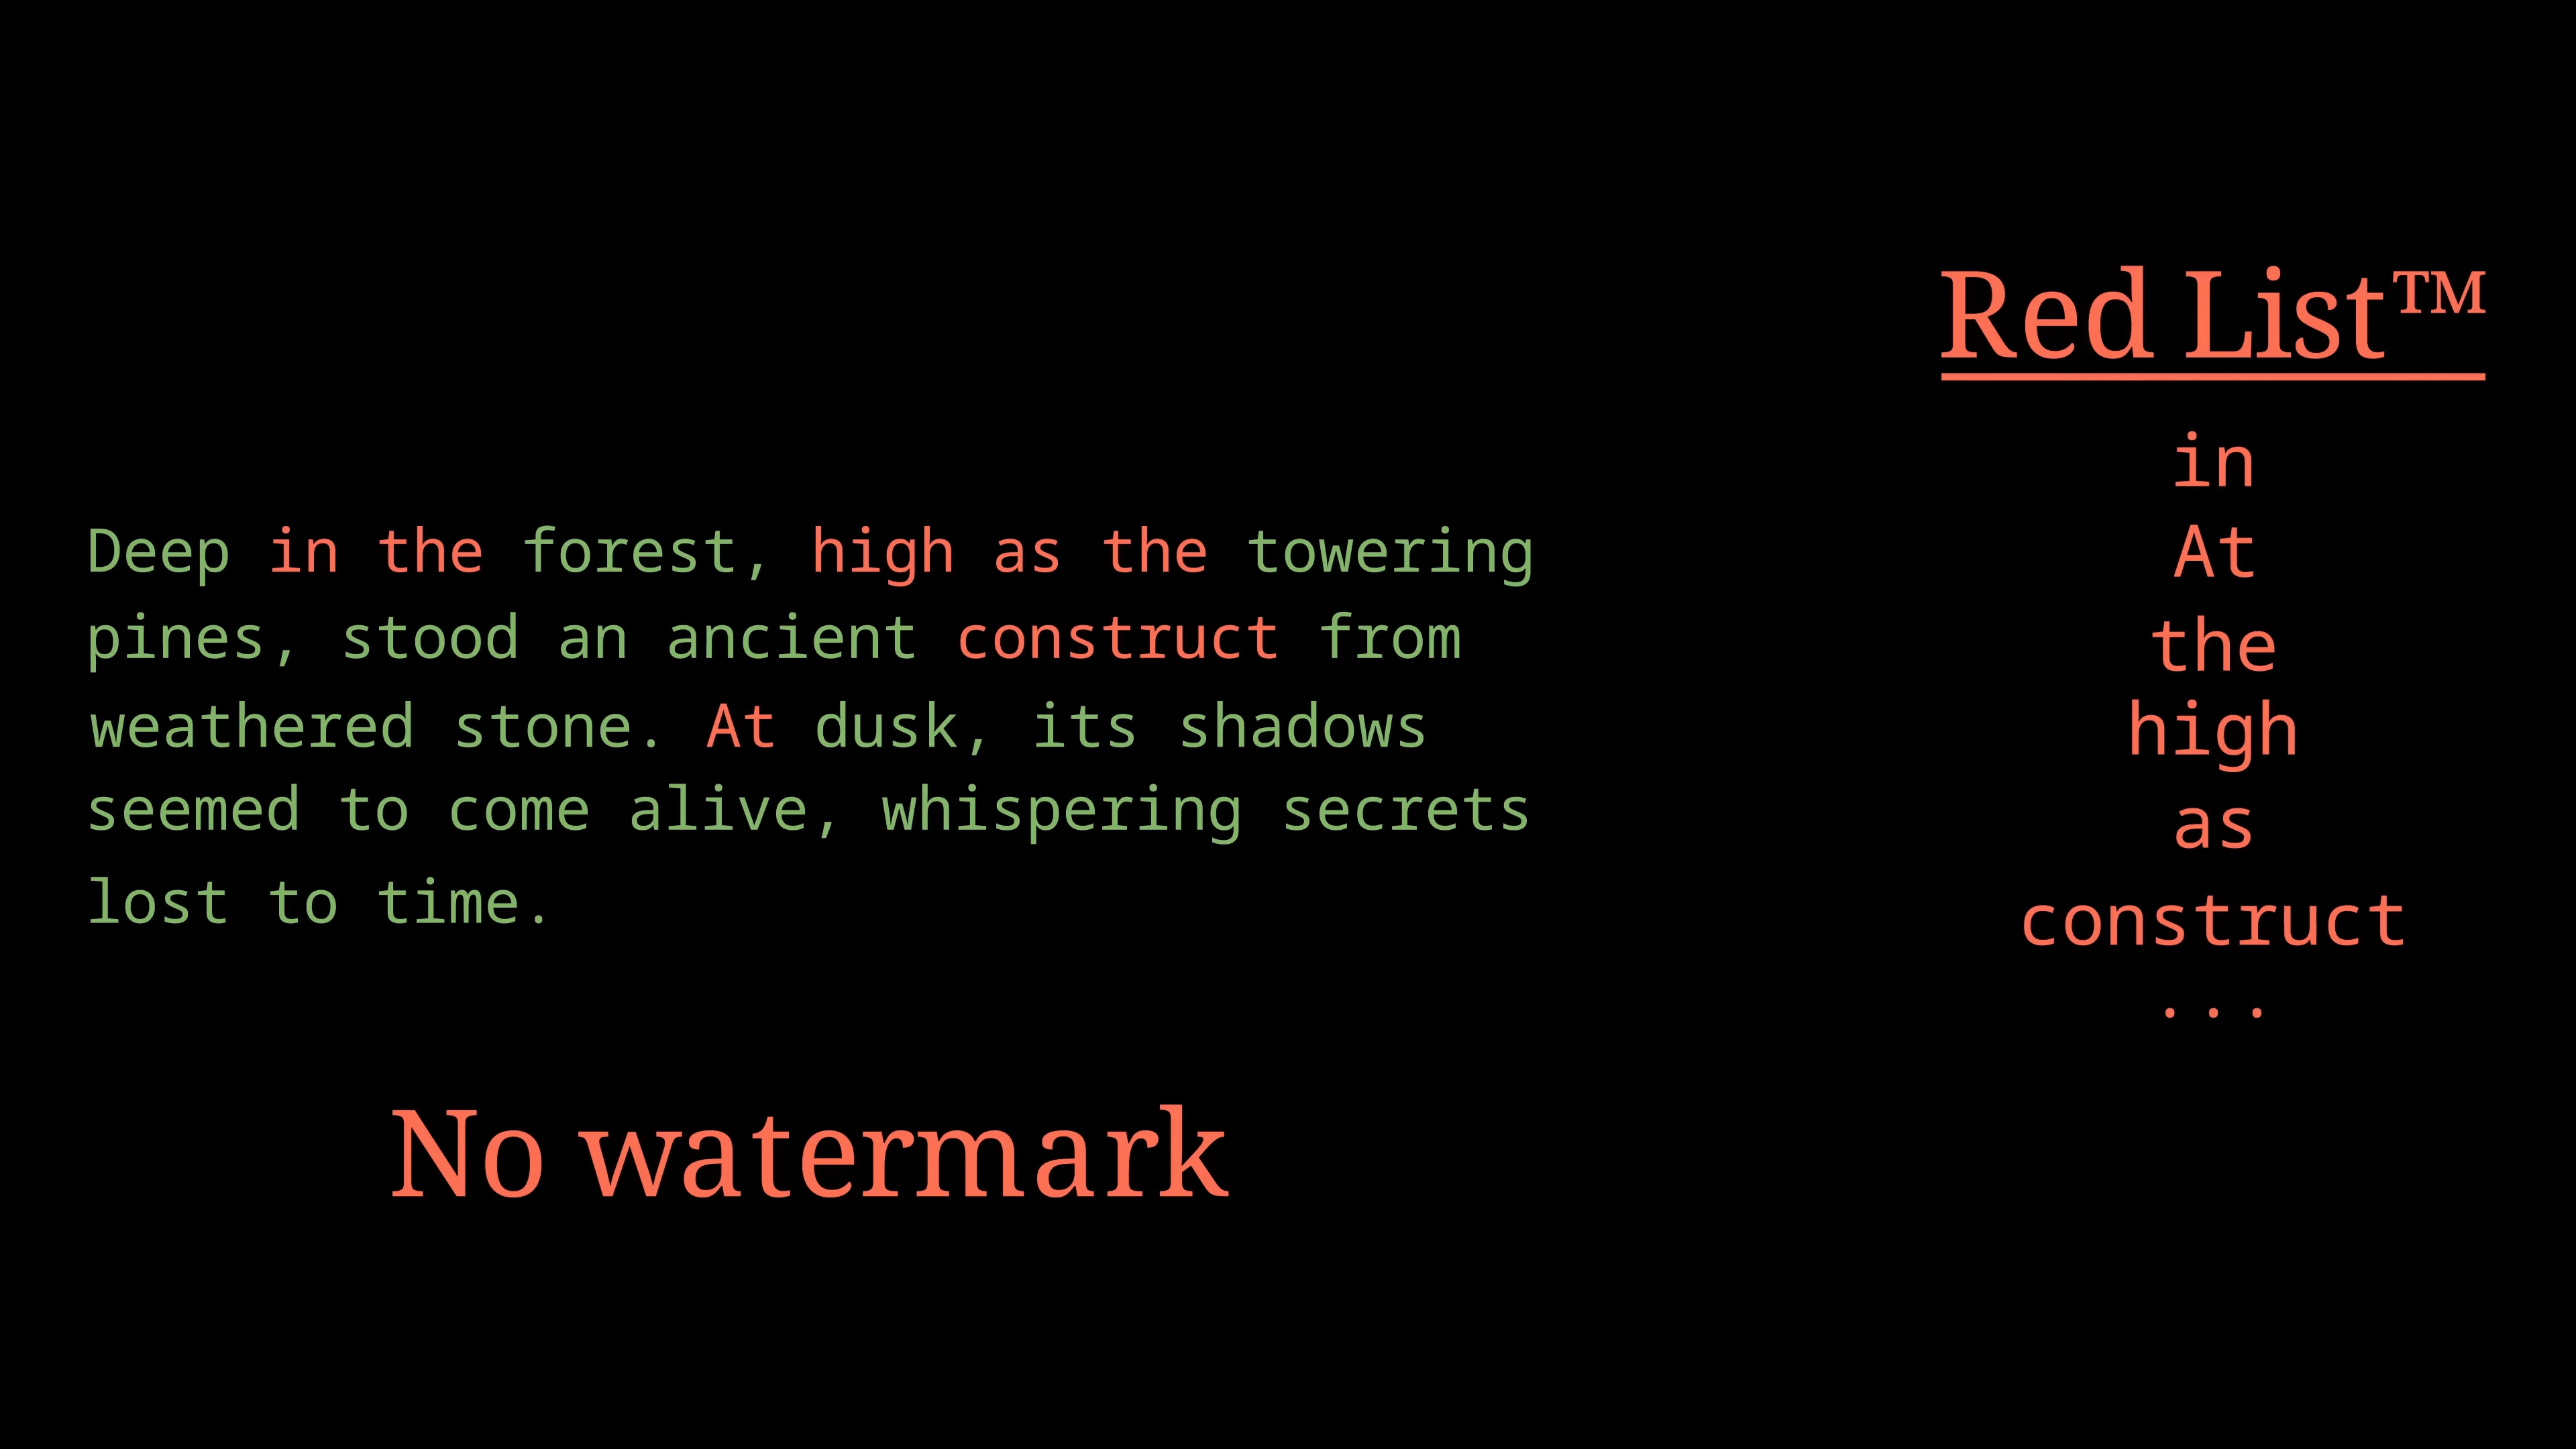 Deep in the forest, high as the towering
pines, stood an ancient construct from
weathered stone. At dusk, its shadows
seemed to come alive, whispering secrets
lost to time.
No watermark
Red List™
in
At
the
high
as
construct
...